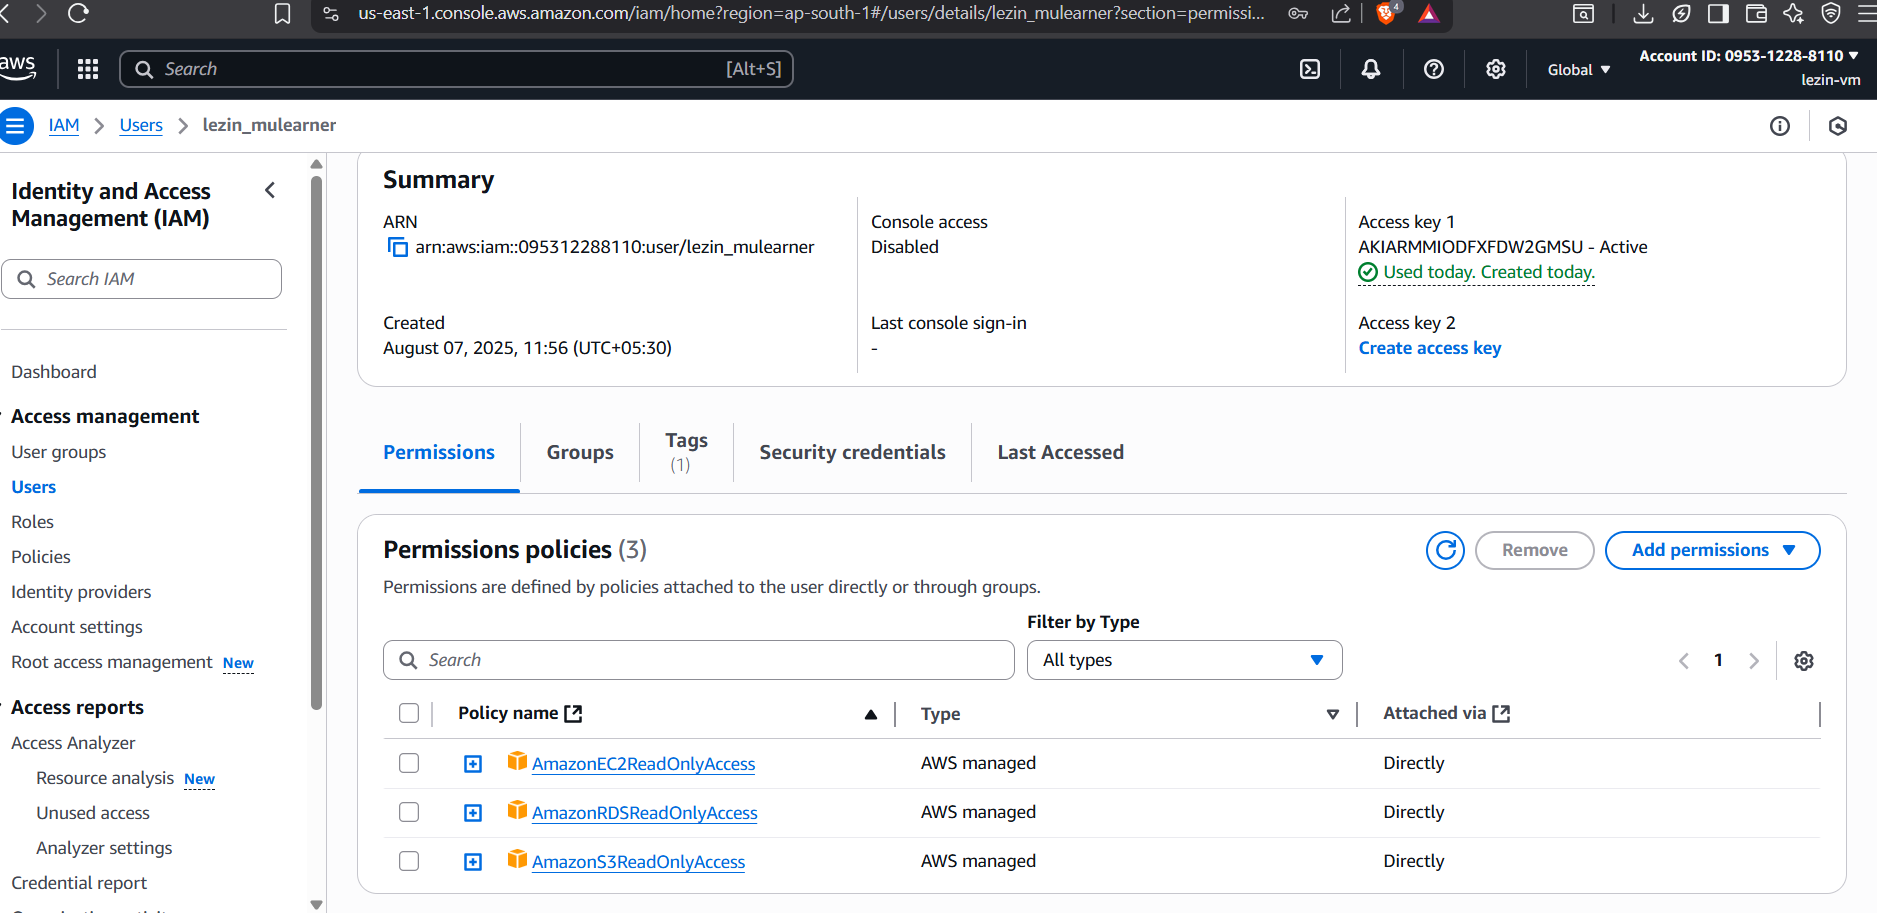 us-east-1.console.aws.amazon.com/iam/home?region=ap-south-1#/users/details/lezin_mulearner?section=permissi...
4
aws
Search
[Alt+S]
Global
Account ID: 0953-1228-8110
lezin-vm
IAM
Users
lezin_mulearner
Identity and Access
Management (IAM)
Search IAM
Dashboard
Access management
User groups
Users
Roles
Policies
Identity providers
Account settings
Root access management New
Access reports
Access Analyzer
Resource analysis New
Unused access
Analyzer settings
Credential report
Summary
ARN
arn:aws:iam::095312288110:user/lezin_mulearner
Created
August 07, 2025, 11:56 (UTC+05:30)
Console access
Disabled
Last console sign-in
-
Access key 1
AKIARMMIODFXFDW2GMSU - Active
Used today. Created today.
Access key 2
Create access key
Permissions
Groups
Tags
(1)
Security credentials
Last Accessed
Permissions policies (3)
Remove
Add permissions
Permissions are defined by policies attached to the user directly or through groups.
Filter by Type
Search
All types
1
Policy name
Type
Attached via
AmazonEC2ReadOnlyAccess
AWS managed
Directly
AmazonRDSReadOnlyAccess
AWS managed
Directly
AmazonS3ReadOnlyAccess
AWS managed
Directly